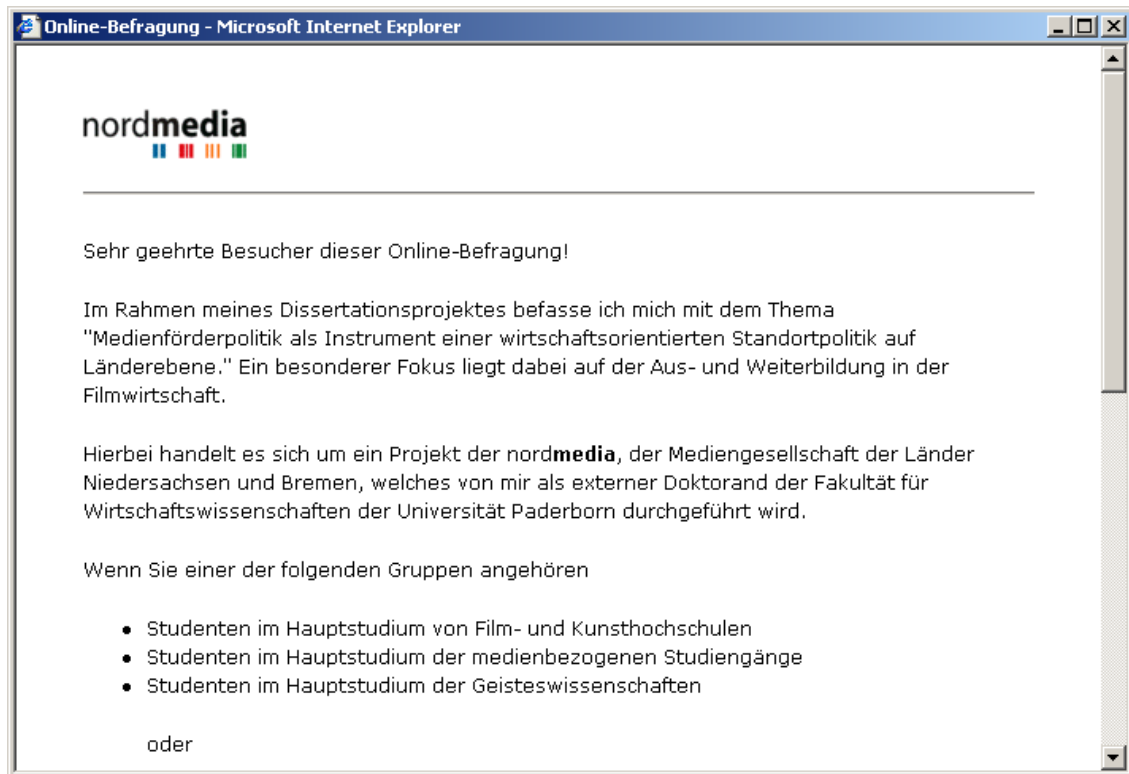 Online-Befragung - Microsoft Internet Explorer
nordmedia
Sehr geehrte Besucher dieser Online-Befragung!
Im Rahmen meines Dissertationsprojektes befasse ich mich mit dem Thema
"Medienförderpolitik als Instrument einer wirtschaftsorientierten Standortpolitik auf
Länderebene." Ein besonderer Fokus liegt dabei auf der Aus- und Weiterbildung in der
Filmwirtschaft.
Hierbei handelt es sich um ein Projekt der nordmedia, der Mediengesellschaft der Länder
Niedersachsen und Bremen, welches von mir als externer Doktorand der Fakultät für
Wirtschaftswissenschaften der Universität Paderborn durchgeführt wird.
Wenn Sie einer der folgenden Gruppen angehören
• Studenten im Hauptstudium von Film- und Kunsthochschulen
• Studenten im Hauptstudium der medienbezogenen Studiengänge
• Studenten im Hauptstudium der Geisteswissenschaften
oder